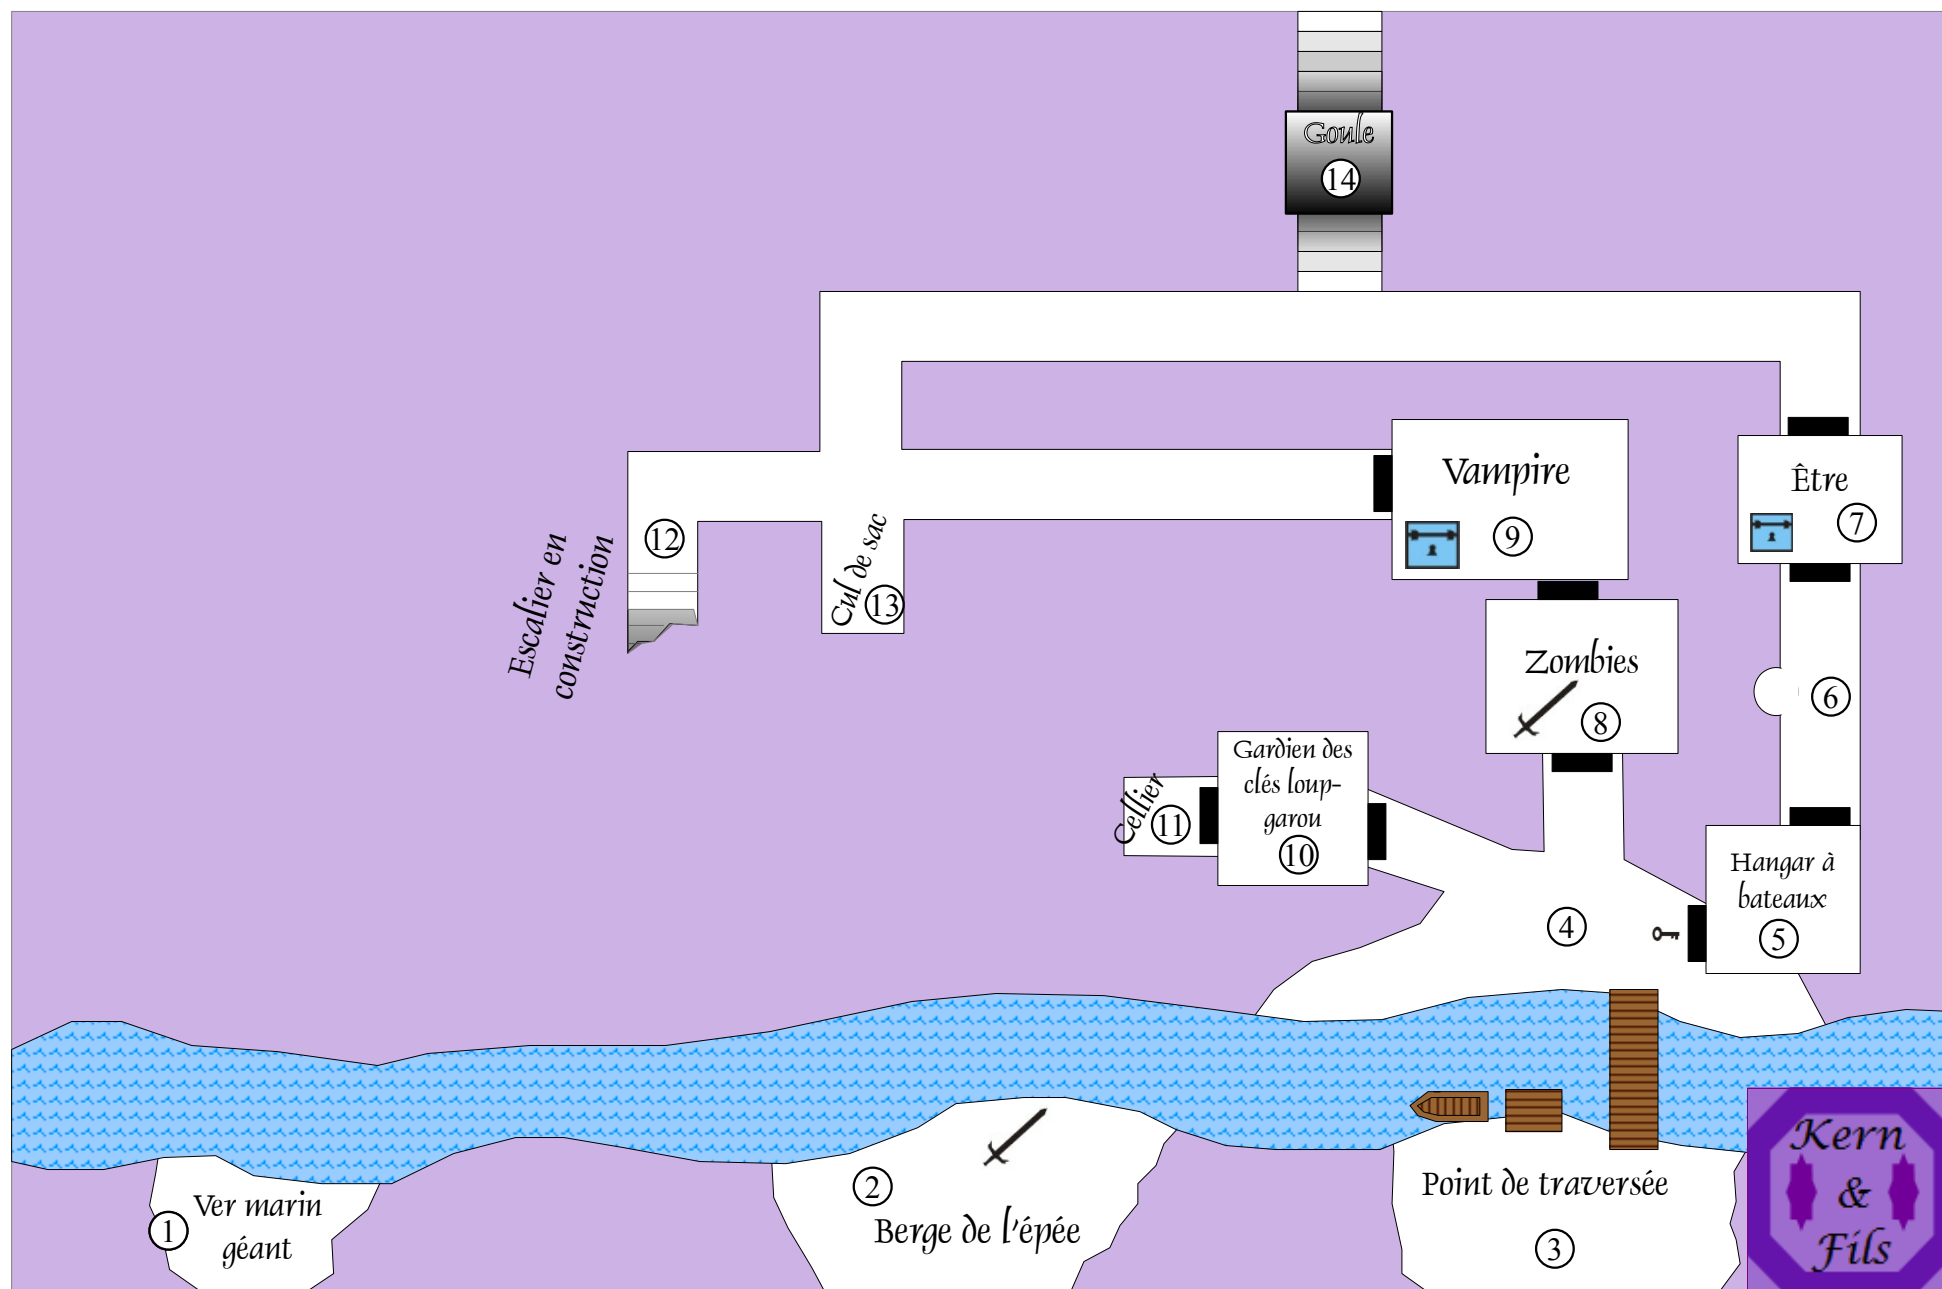 Goule
14
Vampire
9
Être
7
12
Escalier en
construction
Cul de sac
13
Zombies
8
6
Gardien des
clés loup-
garou
10
Cellier
11
Hangar à
bateaux
5
4
Ver marin
géant
1
2
Berge de l'épée
Point de traversée
3
Kern
&
Fils